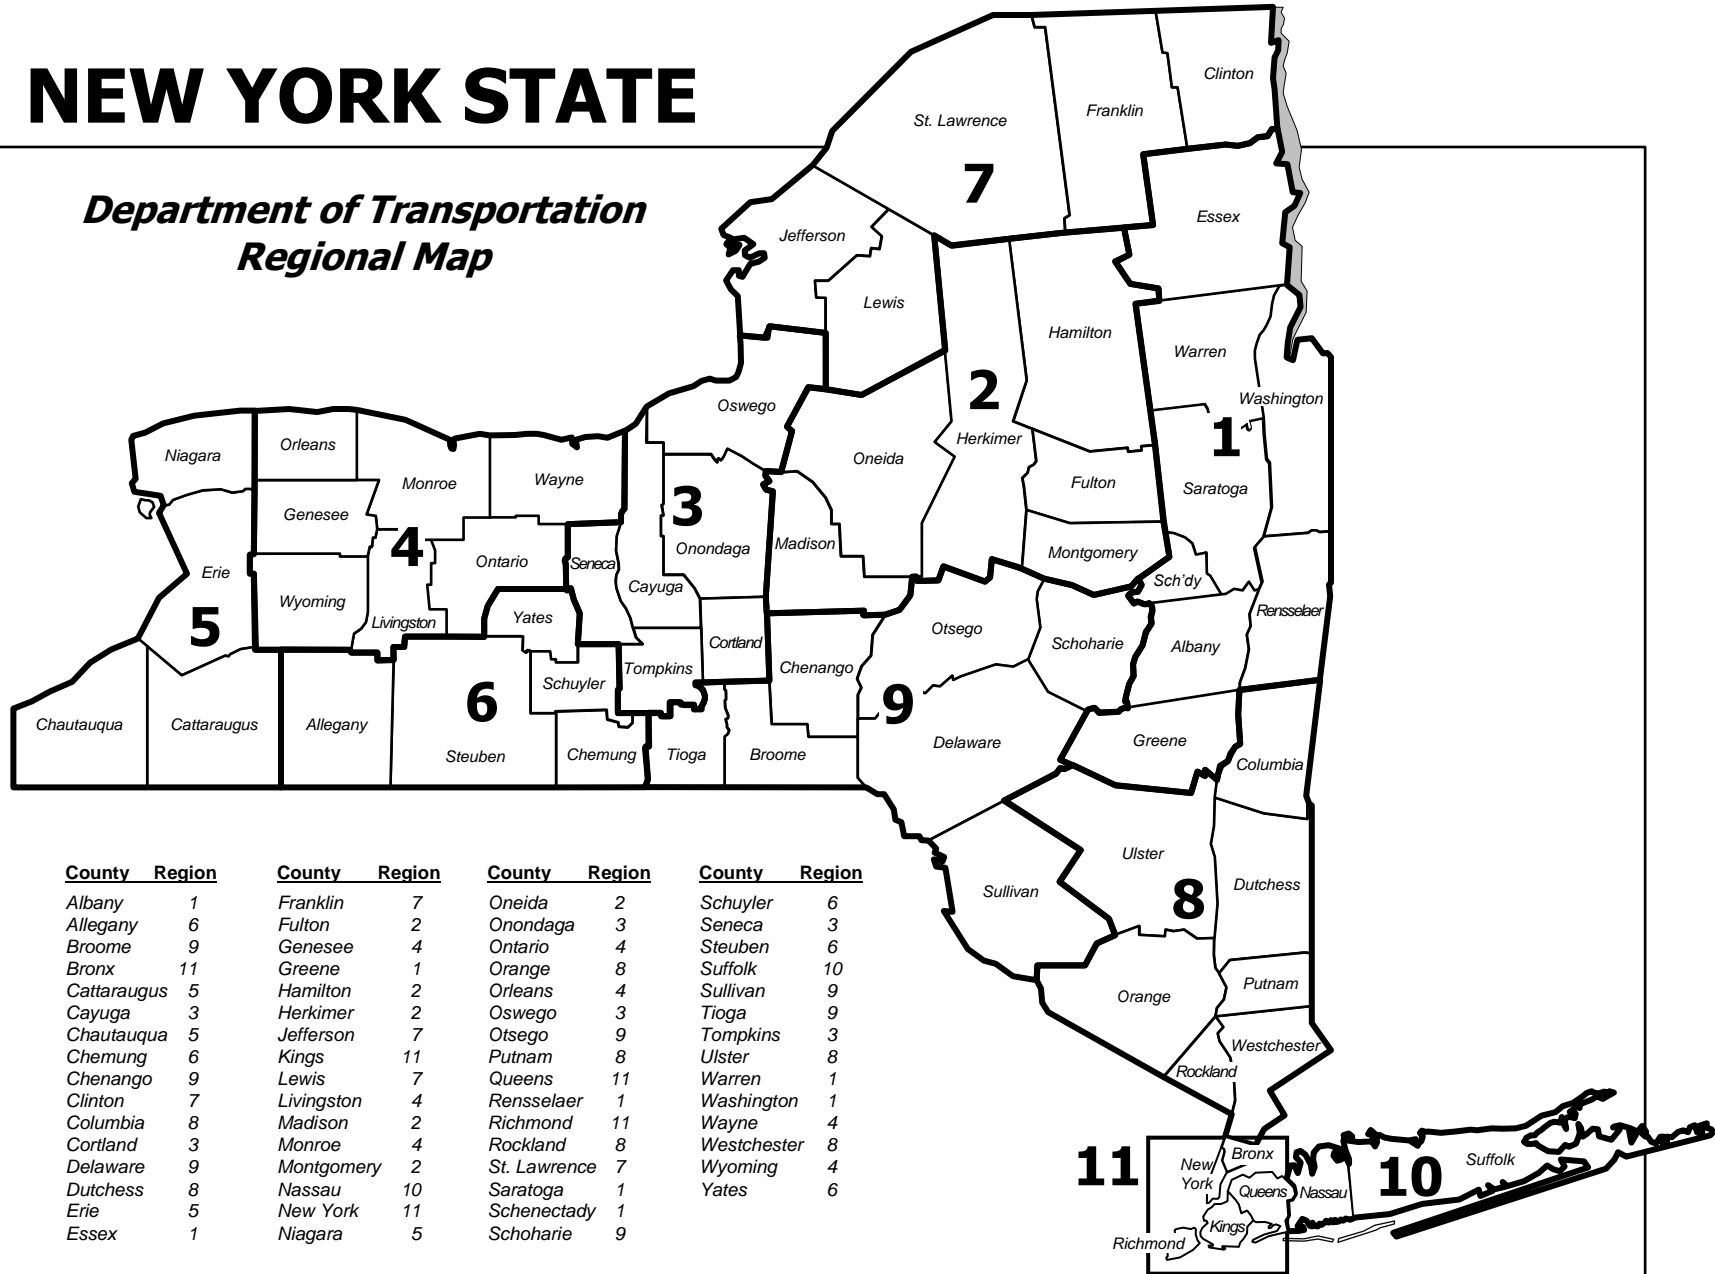 NEW YORK STATE
Department of Transportation
Regional Map
Clinton
Franklin
St. Lawrence
7
Essex
Jefferson
Lewis
Hamilton
Warren
2
Washington
Oswego
1
Herkimer
Orleans
Niagara
Oneida
Wayne
Monroe
Fulton
Saratoga
3
Genesee
4
Onondaga
Madison
Montgomery
Ontario
Seneca
Erie
Sch'dy
Cayuga
Wyoming
Rensselaer
Yates
Livingston
5
Otsego
Cortland
Schoharie
Albany
Tompkins
Chenango
Schuyler
6
9
Chautauqua
Cattaraugus
Allegany
Delaware
Greene
Steuben
Chemung
Tioga
Broome
Columbia
Ulster
Sullivan
8
Dutchess
Putnam
Orange
Westchester
Rockland
11
Bronx
New
York
Queens
Nassau
10
Suffolk
Kings
Richmond
County Region
Albany 1
Allegany 6
Broome 9
Bronx 11
Cattaraugus 5
Cayuga 3
Chautauqua 5
Chemung 6
Chenango 9
Clinton 7
Columbia 8
Cortland 3
Delaware 9
Dutchess 8
Erie 5
Essex 1
County Region
Franklin 7
Fulton 2
Genesee 4
Greene 1
Hamilton 2
Herkimer 2
Jefferson 7
Kings 11
Lewis 7
Livingston 4
Madison 2
Monroe 4
Montgomery 2
Nassau 10
New York 11
Niagara 5
County Region
Oneida 2
Onondaga 3
Ontario 4
Orange 8
Orleans 4
Oswego 3
Otsego 9
Putnam 8
Queens 11
Rensselaer 1
Richmond 11
Rockland 8
St. Lawrence 7
Saratoga 1
Schenectady 1
Schoharie 9
County Region
Schuyler 6
Seneca 3
Steuben 6
Suffolk 10
Sullivan 9
Tioga 9
Tompkins 3
Ulster 8
Warren 1
Washington 1
Wayne 4
Westchester 8
Wyoming 4
Yates 6